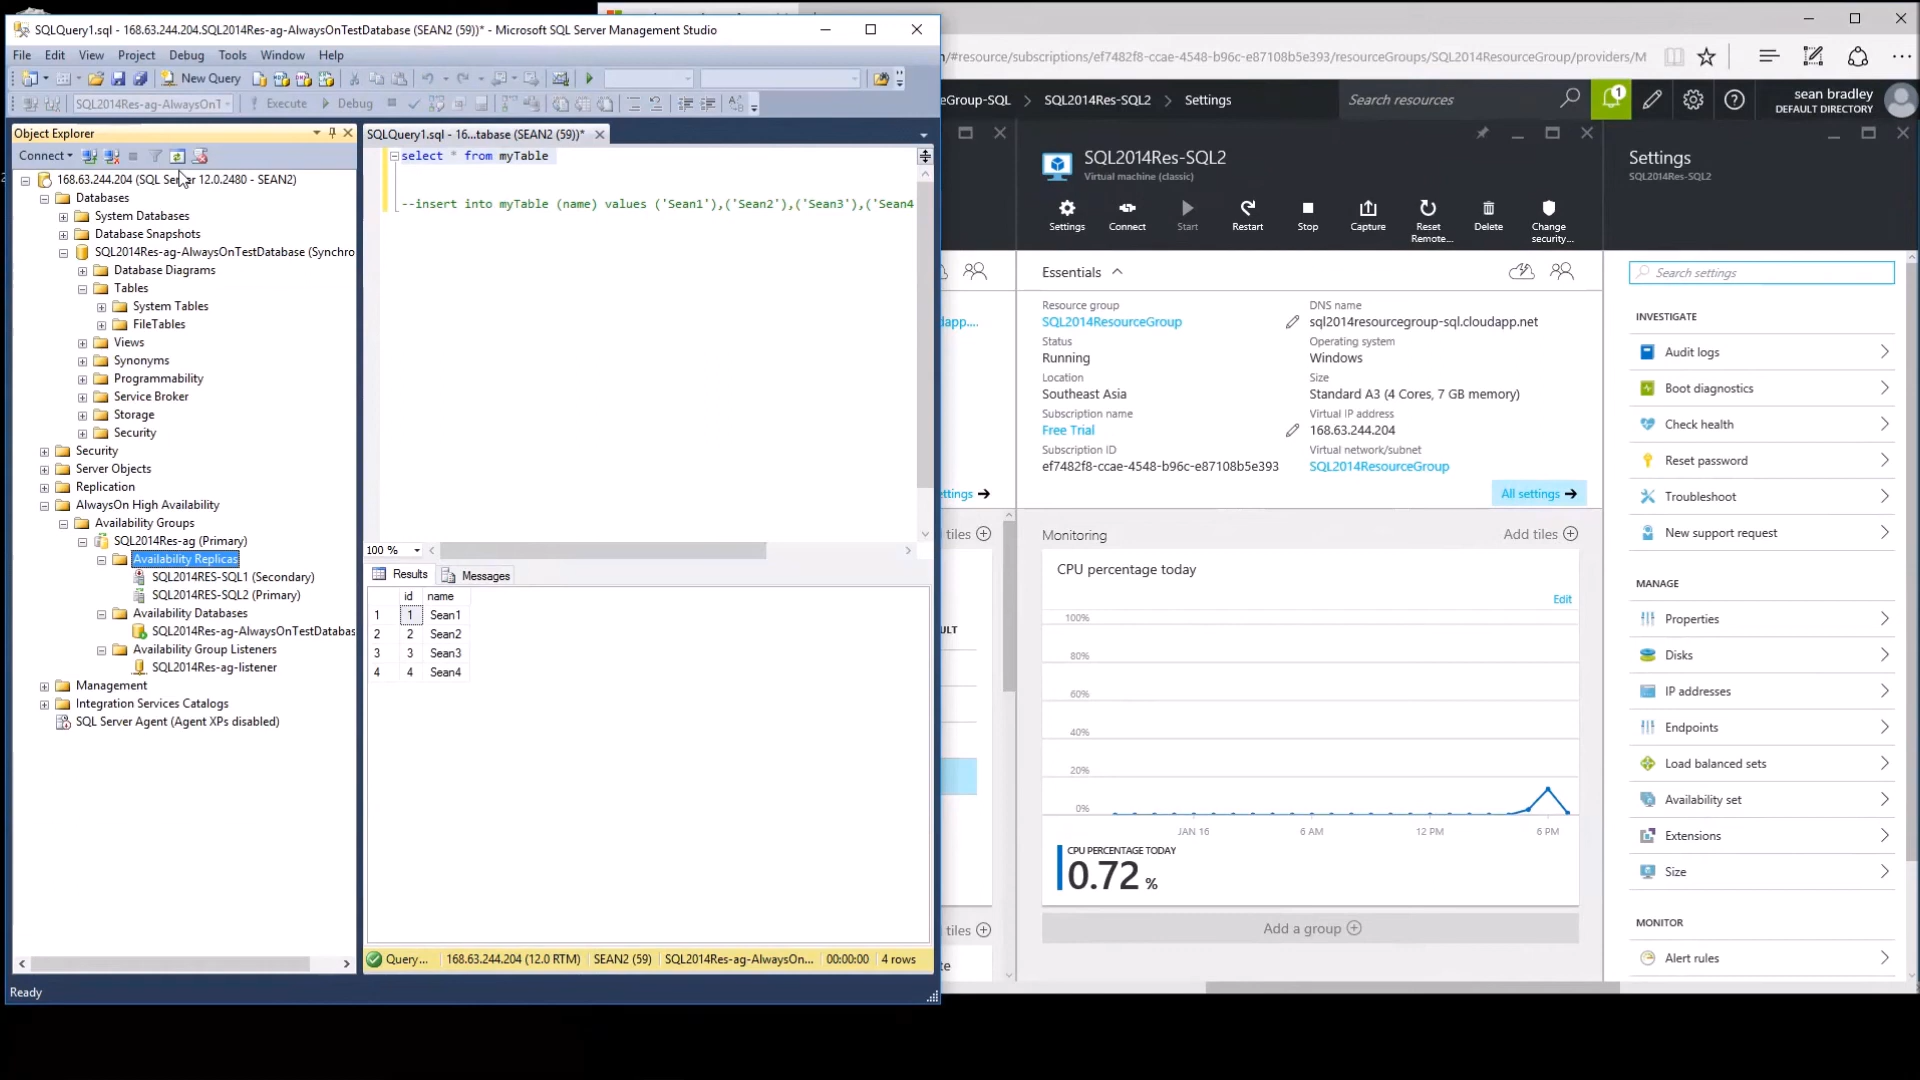 SQLQuery1.sql - 168.63.244.204.SQL2014Res-ag-AlwaysOnTestDatabase (SEAN2 (59))* - Microsoft SQL Server Management Studio
File Edit View Project Debug Tools Window Help
New Query
SQL2014Res-ag-AlwaysOnT Execute Debug
Object Explorer
Connect
168.63.244.204 (SQL Server 12.0.2480 - SEAN2)
Databases
System Databases
Database Snapshots
SQL2014Res-ag-AlwaysOnTestDatabase (Synchro
Database Diagrams
Tables
System Tables
FileTables
Views
Synonyms
Programmability
Service Broker
Storage
Security
Security
Server Objects
Replication
AlwaysOn High Availability
Availability Groups
SQL2014Res-ag (Primary)
Availability Replicas
SQL2014RES-SQL1 (Secondary)
SQL2014RES-SQL2 (Primary)
Availability Databases
SQL2014Res-ag-AlwaysOnTestDatabas
Availability Group Listeners
SQL2014Res-ag-listener
Management
Integration Services Catalogs
SQL Server Agent (Agent XPs disabled)
Ready
SQLQuery1.sql - 16...tabase (SEAN2 (59))*
select * from myTable
--insert into myTable (name) values ('Sean1'),('Sean2'),('Sean3'),('Sean4
100 %
Results Messages
id name
1 1 Sean1
2 2 Sean2
3 3 Sean3
4 4 Sean4
Query... 168.63.244.204 (12.0 RTM) SEAN2 (59) SQL2014Res-ag-AlwaysOn... 00:00:00 4 rows
m/#resource/subscriptions/ef7482f8-ccae-4548-b96c-e87108b5e393/resourceGroups/SQL2014ResourceGroup/providers/M
eGroup-SQL > SQL2014Res-SQL2 > Settings
Search resources
1
sean bradley
DEFAULT DIRECTORY
app....
ettings
tiles
ULT
tiles
te
SQL2014Res-SQL2
Virtual machine (classic)
Settings Connect Start Restart Stop Capture Reset Remote... Delete Change security...
Essentials
Resource group
SQL2014ResourceGroup
Status
Running
Location
Southeast Asia
Subscription name
Free Trial
Subscription ID
ef7482f8-ccae-4548-b96c-e87108b5e393
DNS name
sql2014resourcegroup-sql.cloudapp.net
Operating system
Windows
Size
Standard A3 (4 Cores, 7 GB memory)
Virtual IP address
168.63.244.204
Virtual network/subnet
SQL2014ResourceGroup
All settings
Monitoring
Add tiles
CPU percentage today
Edit
100%
80%
60%
40%
20%
0%
JAN 16 6 AM 12 PM 6 PM
CPU PERCENTAGE TODAY
0.72 %
Add a group
Settings
SQL2014Res-SQL2
Search settings
INVESTIGATE
Audit logs
Boot diagnostics
Check health
Reset password
Troubleshoot
New support request
MANAGE
Properties
Disks
IP addresses
Endpoints
Load balanced sets
Availability set
Extensions
Size
MONITOR
Alert rules